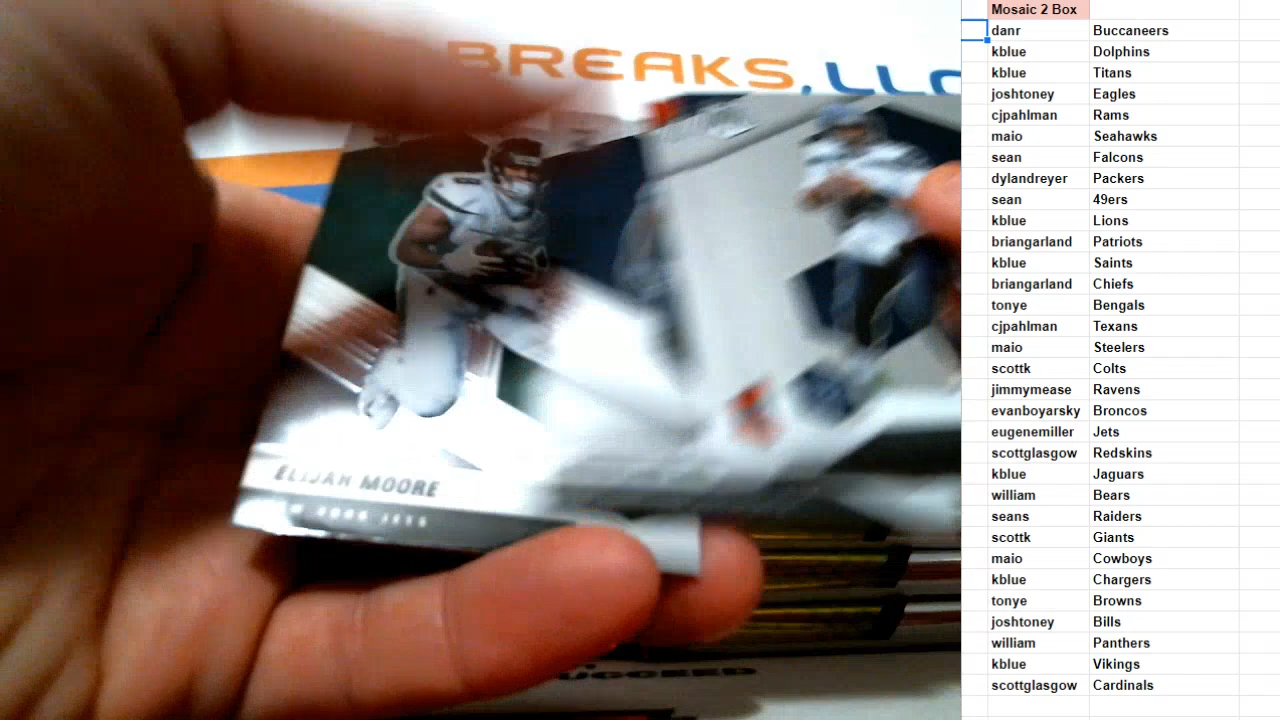 BREAKS, LLC
ELIJAH MOORE
Mosaic 2 Box
danr Buccaneers
kblue Dolphins
kblue Titans
joshtoney Eagles
cjpahlman Rams
maio Seahawks
sean Falcons
dylandreyer Packers
sean 49ers
kblue Lions
briangarland Patriots
kblue Saints
briangarland Chiefs
tonye Bengals
cjpahlman Texans
maio Steelers
scottk Colts
jimmymease Ravens
evanboyarsky Broncos
eugenemiller Jets
scottglasgow Redskins
kblue Jaguars
william Bears
seans Raiders
scottk Giants
maio Cowboys
kblue Chargers
tonye Browns
joshtoney Bills
william Panthers
kblue Vikings
scottglasgow Cardinals